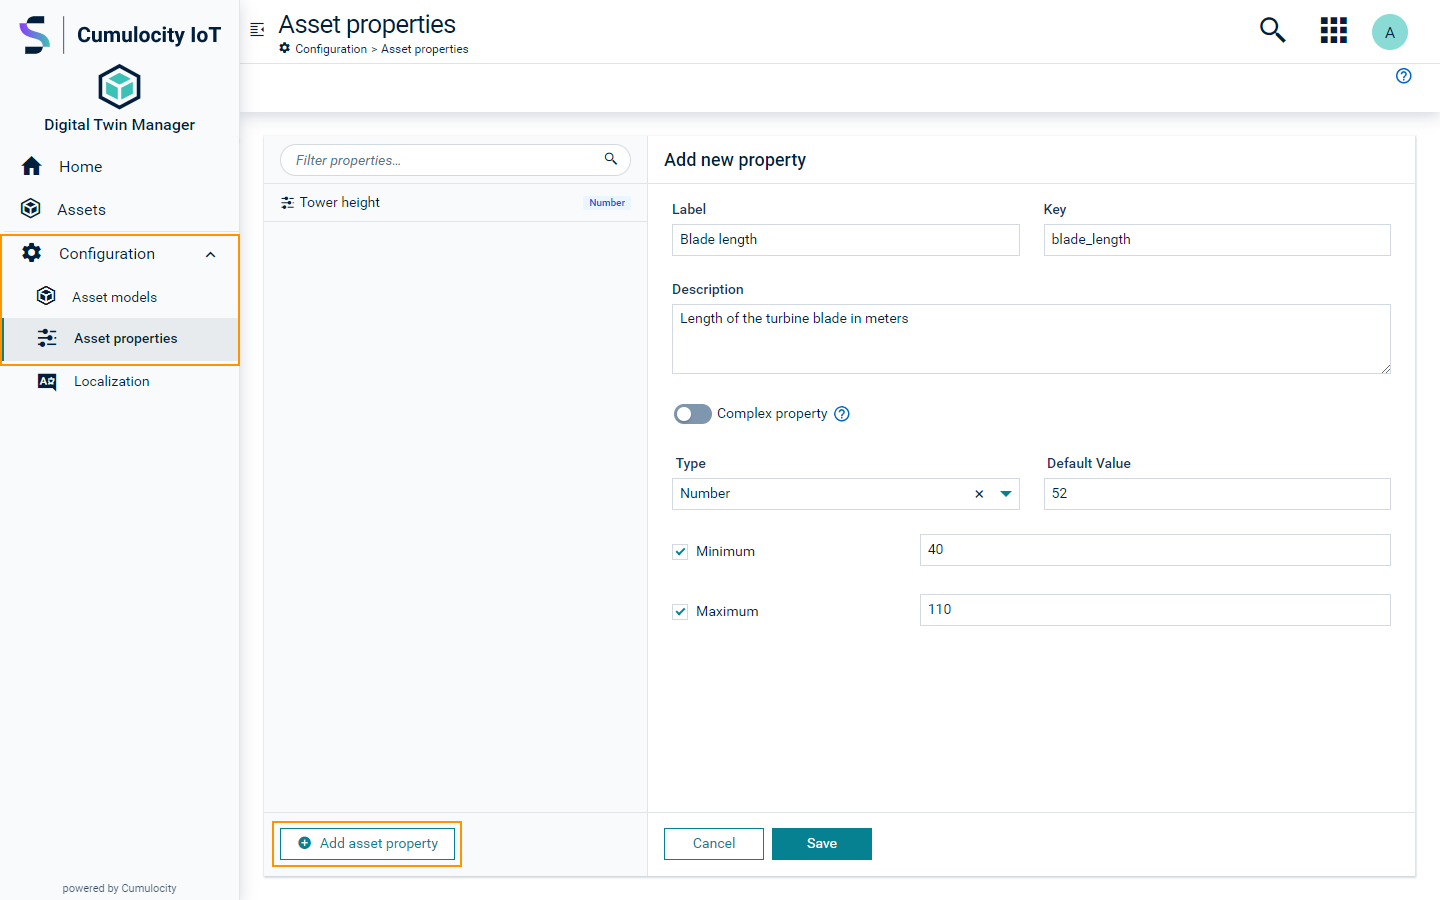 Cumulocity IoT
Digital Twin Manager
Home
Assets
Configuration
Asset models
Asset properties
Localization
powered by Cumulocity
Asset properties
Configuration > Asset properties
A
Filter properties...
Tower height Number
Add asset property
Add new property
Label Key
Blade length blade_length
Description
Length of the turbine blade in meters
Complex property
Type Default Value
Number 52
Minimum 40
Maximum 110
Cancel Save